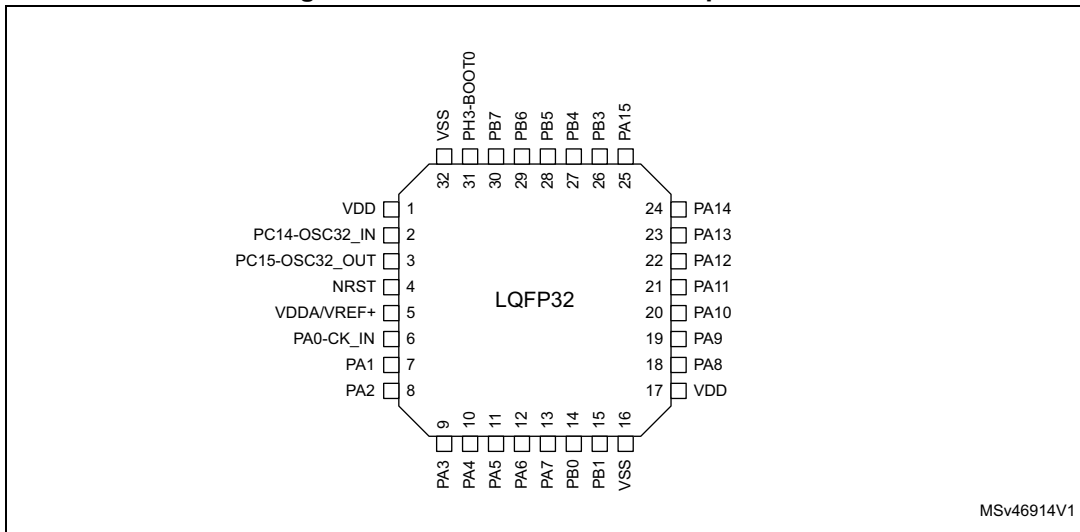 VSS
PH3-BOOT0
PB7
PB6
PB5
PB4
PB3
PA15
32
31
30
29
28
27
26
25
VDD 1
PC14-OSC32_IN 2
PC15-OSC32_OUT 3
NRST 4
VDDA/VREF+ 5
PA0-CK_IN 6
PA1 7
PA2 8
LQFP32
24 PA14
23 PA13
22 PA12
21 PA11
20 PA10
19 PA9
18 PA8
17 VDD
9
10
11
12
13
14
15
16
PA3
PA4
PA5
PA6
PA7
PB0
PB1
VSS
MSv46914V1